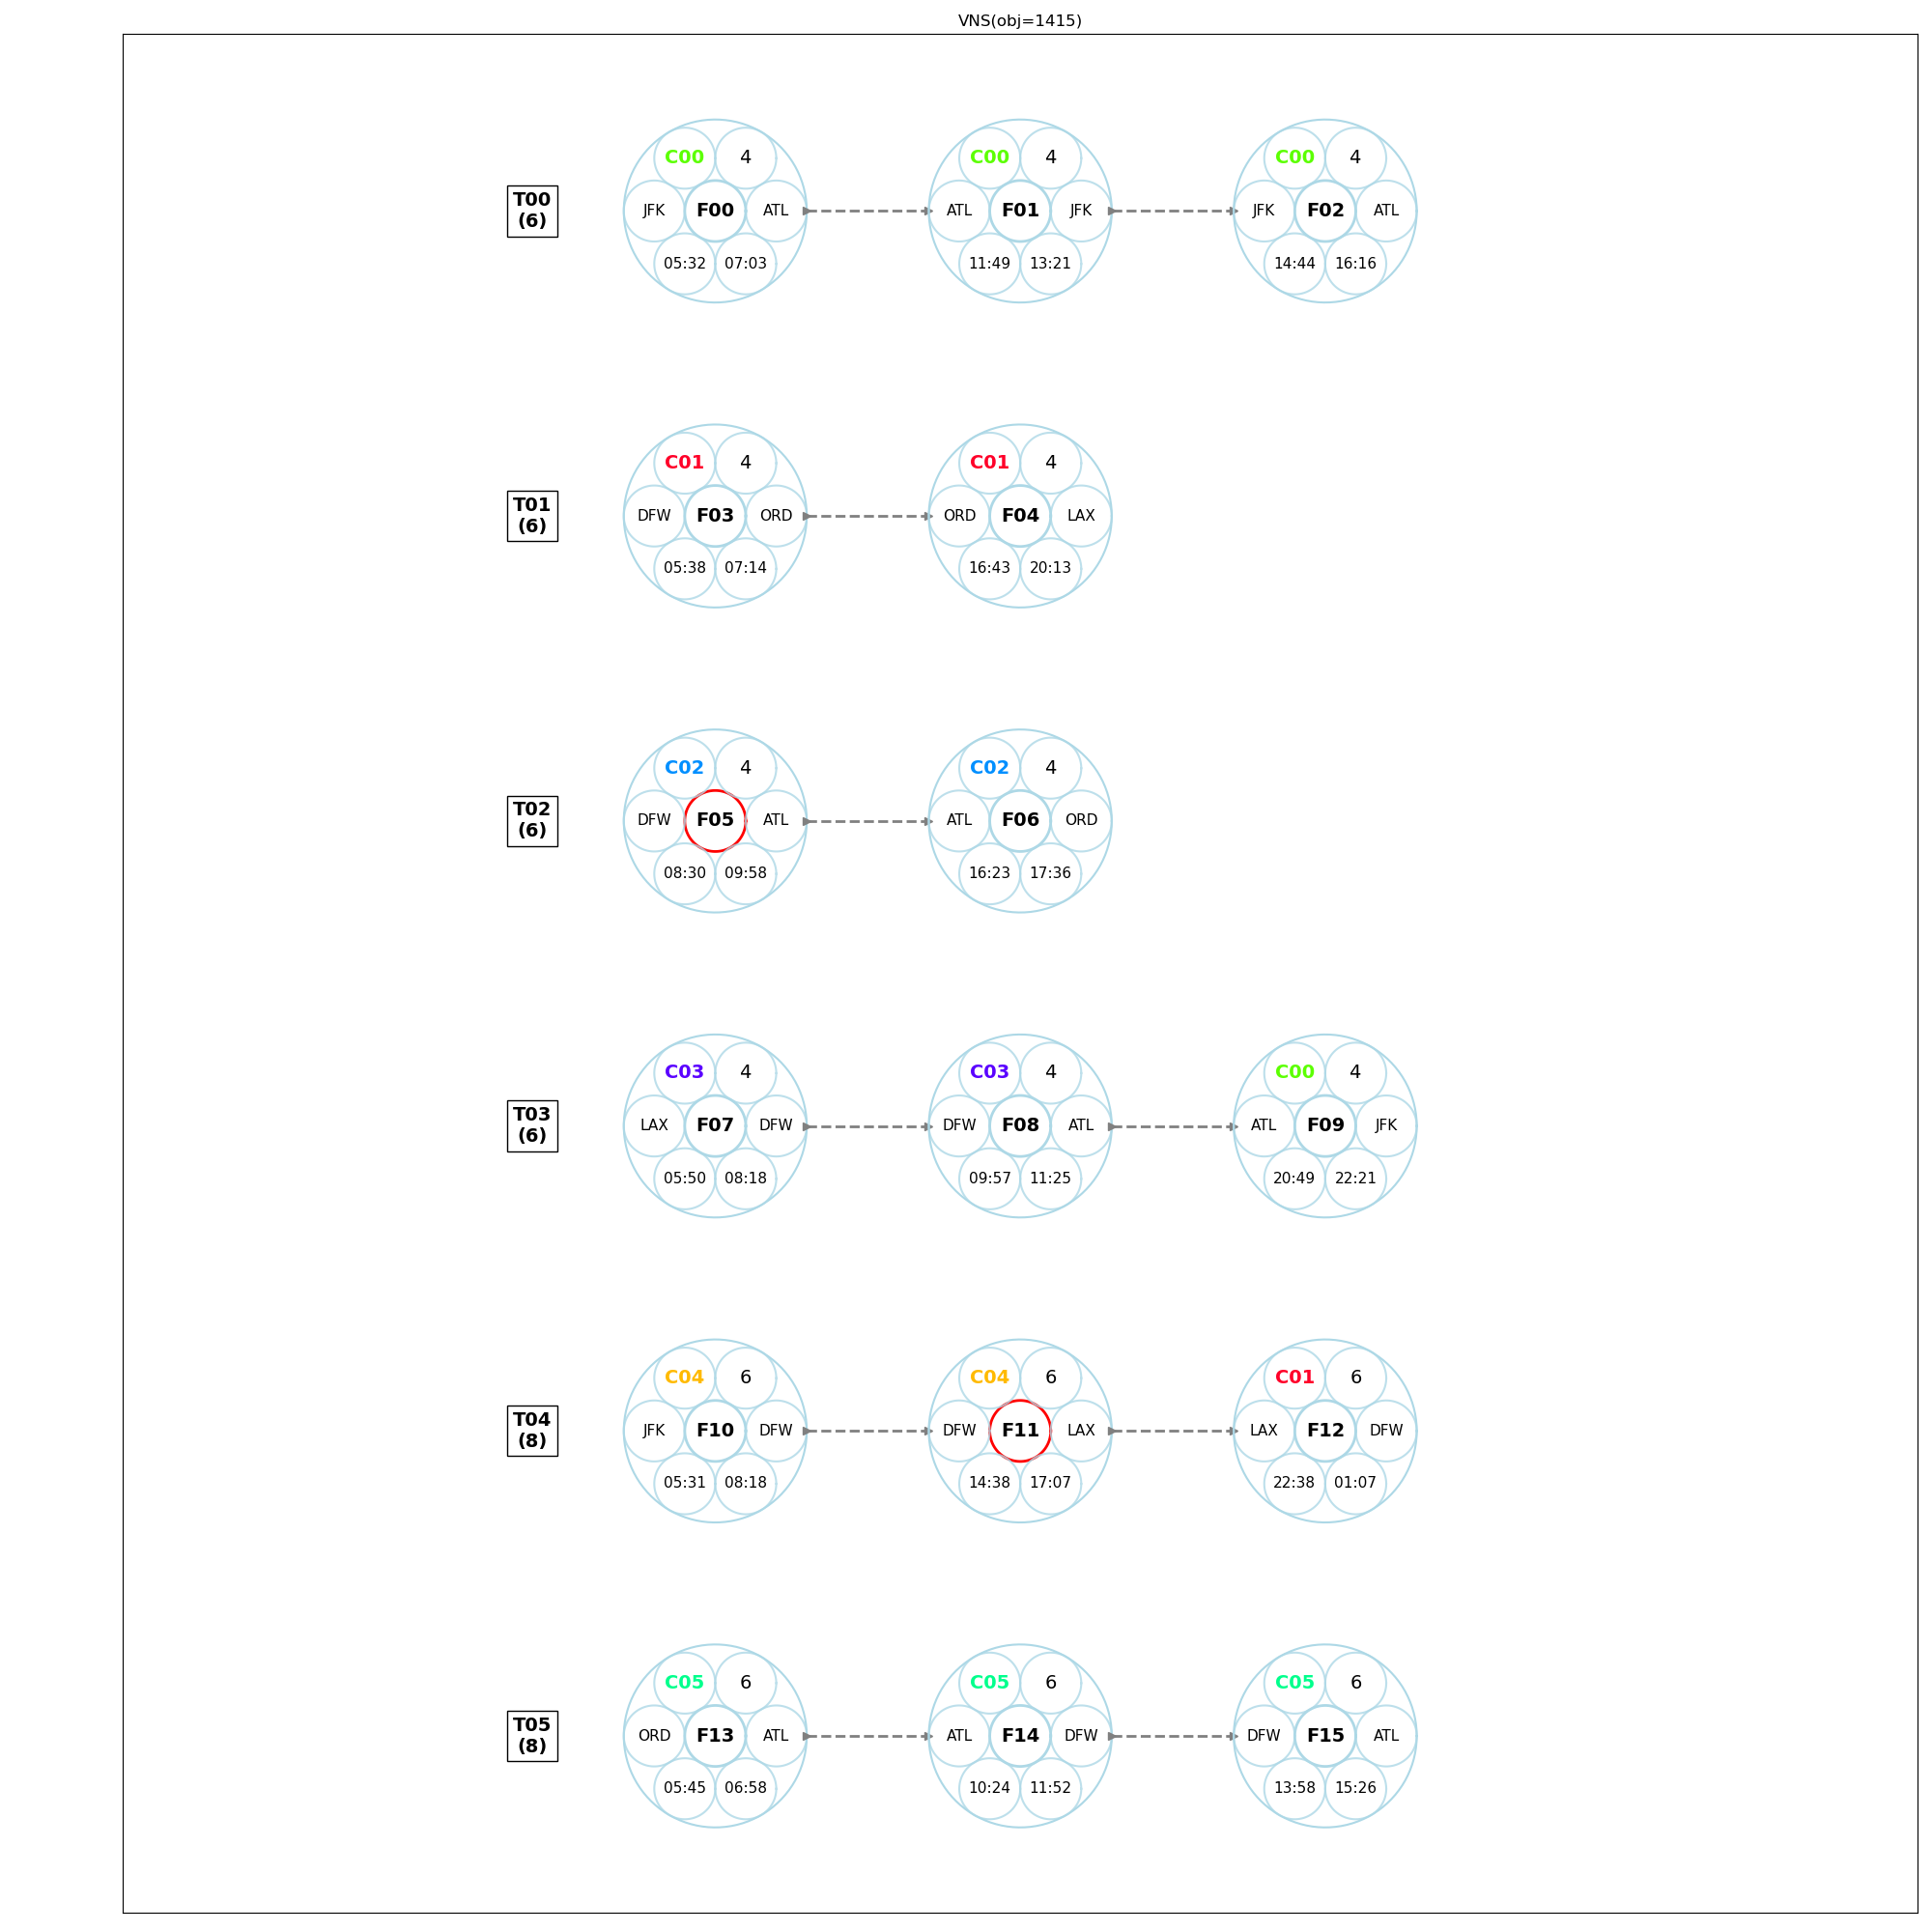 VNS(obj=1415)
C00 4 C00 4 C00 4
T00
(6)
JFK F00 ATL ATL F01 JFK JFK F02 ATL
05:32 07:03 11:49 13:21 14:44 16:16
C01 4 C01 4
T01
(6)
DFW F03 ORD ORD F04 LAX
05:38 07:14 16:43 20:13
C02 4 C02 4
T02
(6)
DFW F05 ATL ATL F06 ORD
08:30 09:58 16:23 17:36
C03 4 C03 4 C00 4
T03
(6)
LAX F07 DFW DFW F08 ATL ATL F09 JFK
05:50 08:18 09:57 11:25 20:49 22:21
C04 6 C04 6 C01 6
T04
(8)
JFK F10 DFW DFW F11 LAX LAX F12 DFW
05:31 08:18 14:38 17:07 22:38 01:07
C05 6 C05 6 C05 6
T05
(8)
ORD F13 ATL ATL F14 DFW DFW F15 ATL
05:45 06:58 10:24 11:52 13:58 15:26